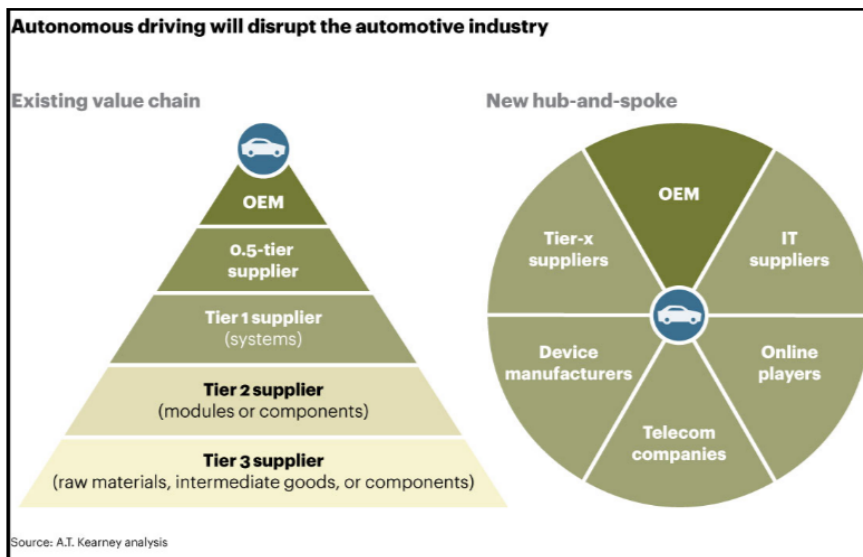 Autonomous driving will disrupt the automotive industry
Existing value chain
OEM
0.5-tier
supplier
Tier 1 supplier
(systems)
Tier 2 supplier
(modules or components)
Tier 3 supplier
(raw materials, intermediate goods, or components)
New hub-and-spoke
OEM
Tier-x
suppliers
IT
suppliers
Device
manufacturers
Online
players
Telecom
companies
Source: A.T. Kearney analysis